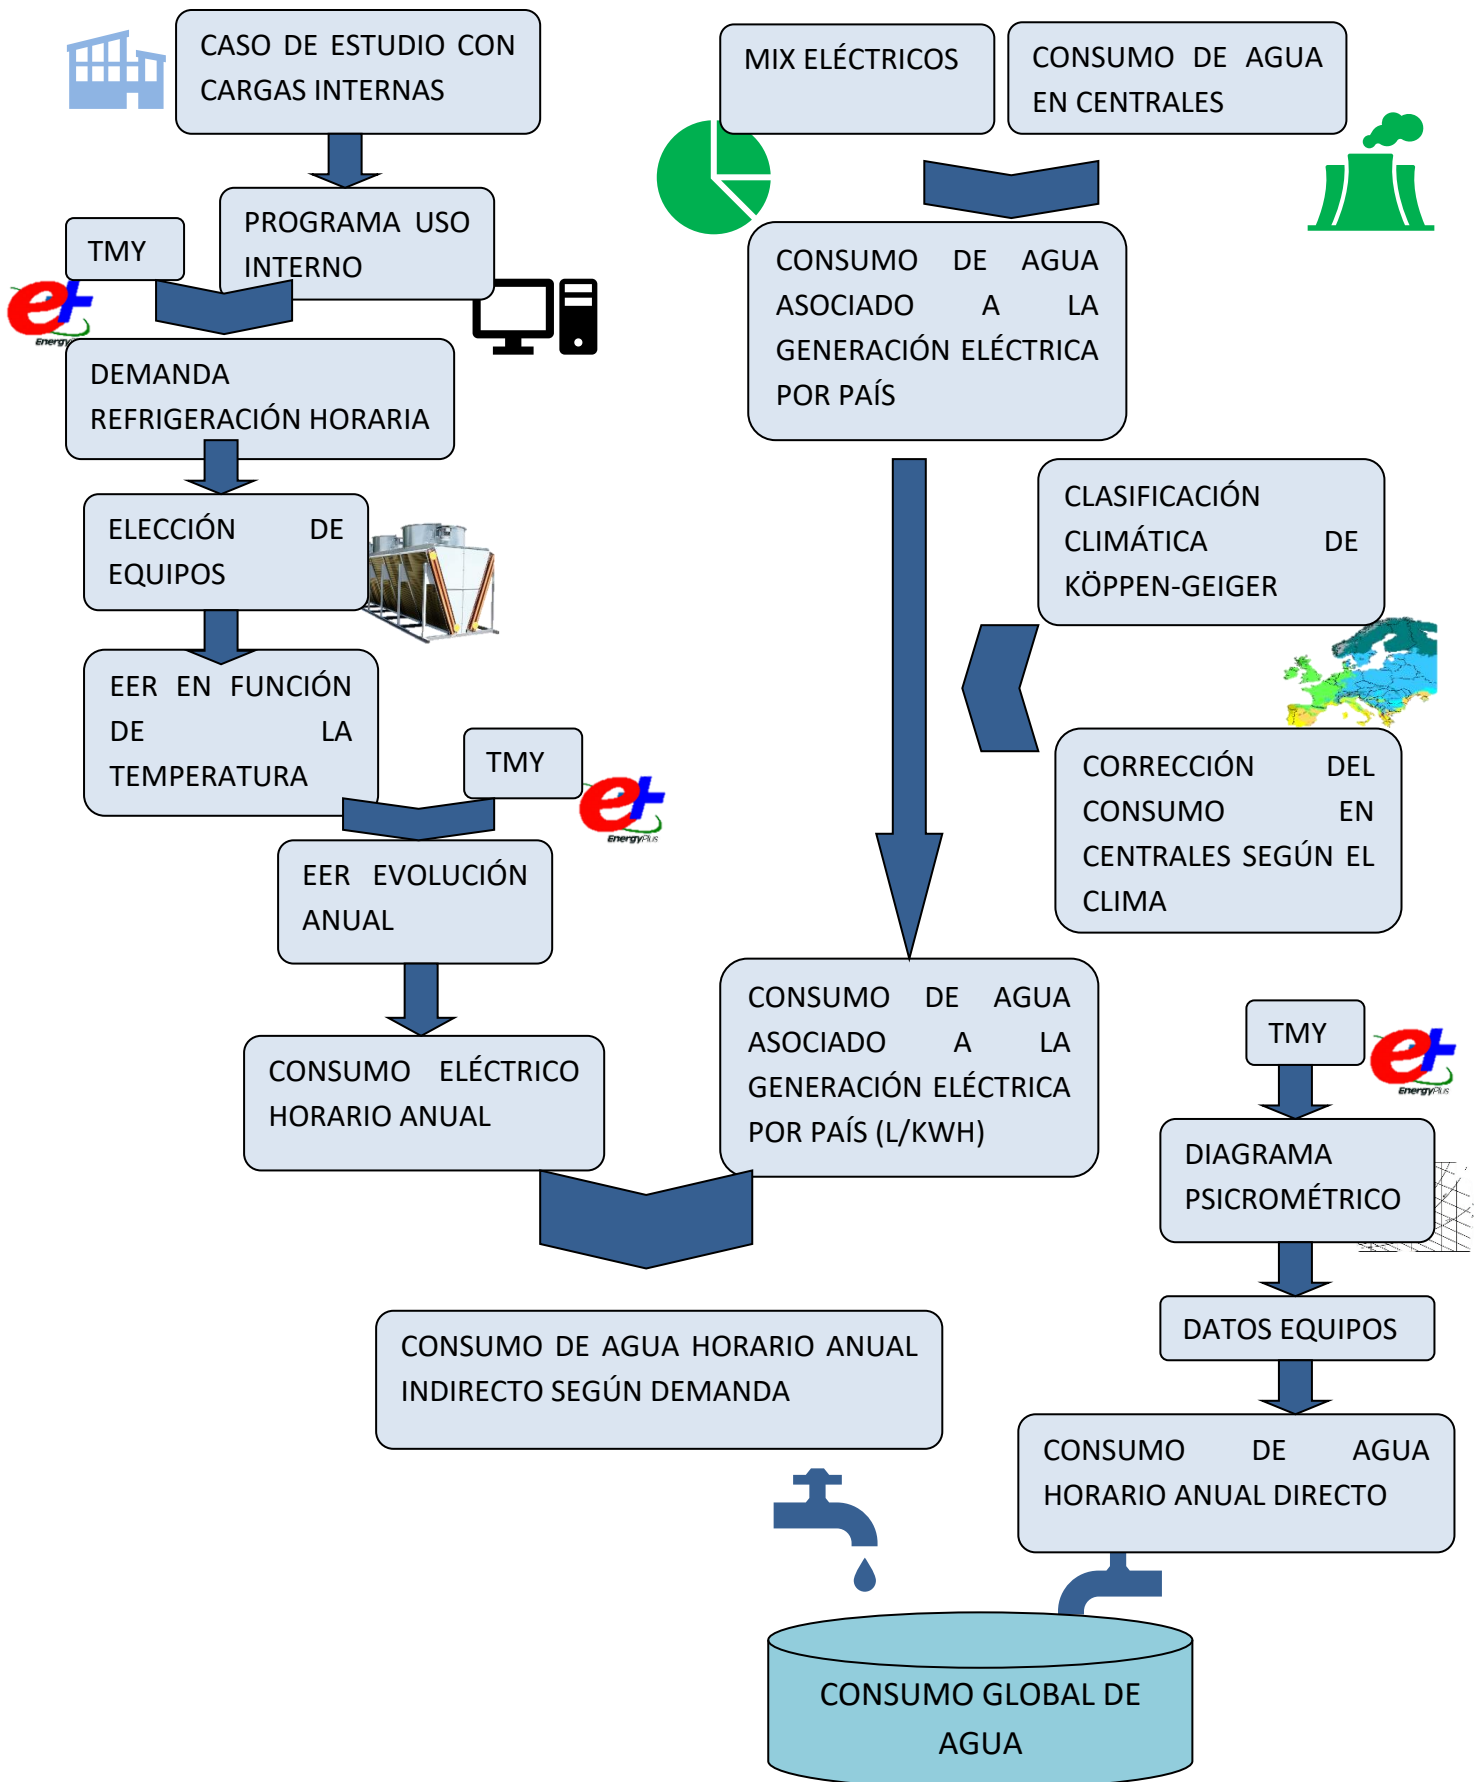 CASO DE ESTUDIO CON
CARGAS INTERNAS
MIX ELÉCTRICOS
CONSUMO DE AGUA
EN CENTRALES
PROGRAMA USO
INTERNO
TMY
e+
Energy
DEMANDA
REFRIGERACIÓN HORARIA
CONSUMO DE AGUA
ASOCIADO A LA
GENERACIÓN ELÉCTRICA
POR PAÍS
ELECCIÓN DE
EQUIPOS
CLASIFICACIÓN
CLIMÁTICA DE
KÖPPEN-GEIGER
EER EN FUNCIÓN
DE LA
TEMPERATURA
TMY
e+
EnergyPlus
CORRECCIÓN DEL
CONSUMO EN
CENTRALES SEGÚN EL
CLIMA
EER EVOLUCIÓN
ANUAL
CONSUMO ELÉCTRICO
HORARIO ANUAL
CONSUMO DE AGUA
ASOCIADO A LA
GENERACIÓN ELÉCTRICA
POR PAÍS (L/KWH)
TMY
e+
EnergyPlus
DIAGRAMA
PSICROMÉTRICO
DATOS EQUIPOS
CONSUMO DE AGUA HORARIO ANUAL
INDIRECTO SEGÚN DEMANDA
CONSUMO DE AGUA
HORARIO ANUAL DIRECTO
CONSUMO GLOBAL DE
AGUA